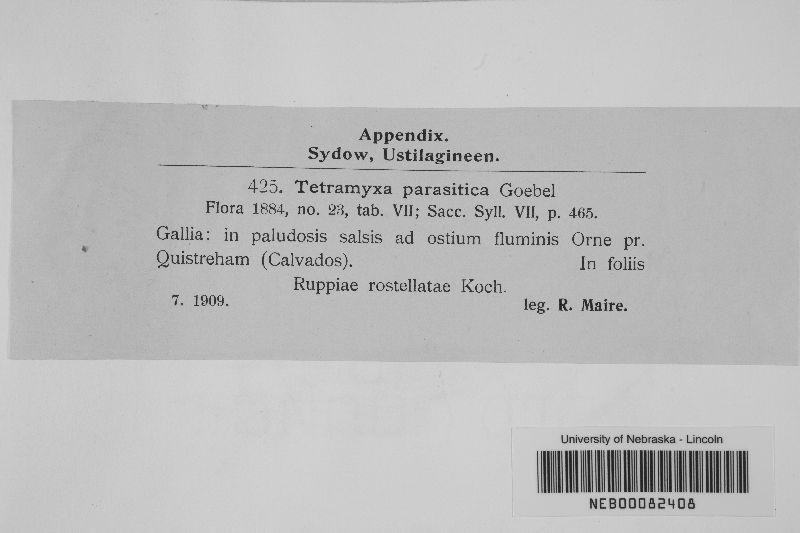 Appendix.
Sydow, Ustilagineen.
425. Tetramyxa parasitica Goebel
Flora 1884, no. 23, tab. VII; Sacc. Syll. VII, p. 465.
Gallia: in paludosis salsis ad ostium fluminis Orne pr.
Quistreham (Calvados). In foliis
Ruppiae rostellatae Koch.
7. 1909. leg. R. Maire.
University of Nebraska - Lincoln
NEB00082408